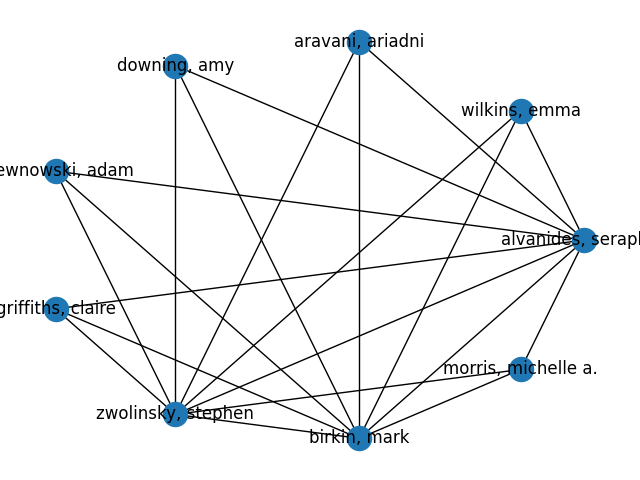 aravani, ariadni
downing, amy
wilkins, emma
ewnowski, adam
alvanides, seraph
griffiths, claire
morris, michelle a.
zwolinsky, stephen
birkin, mark